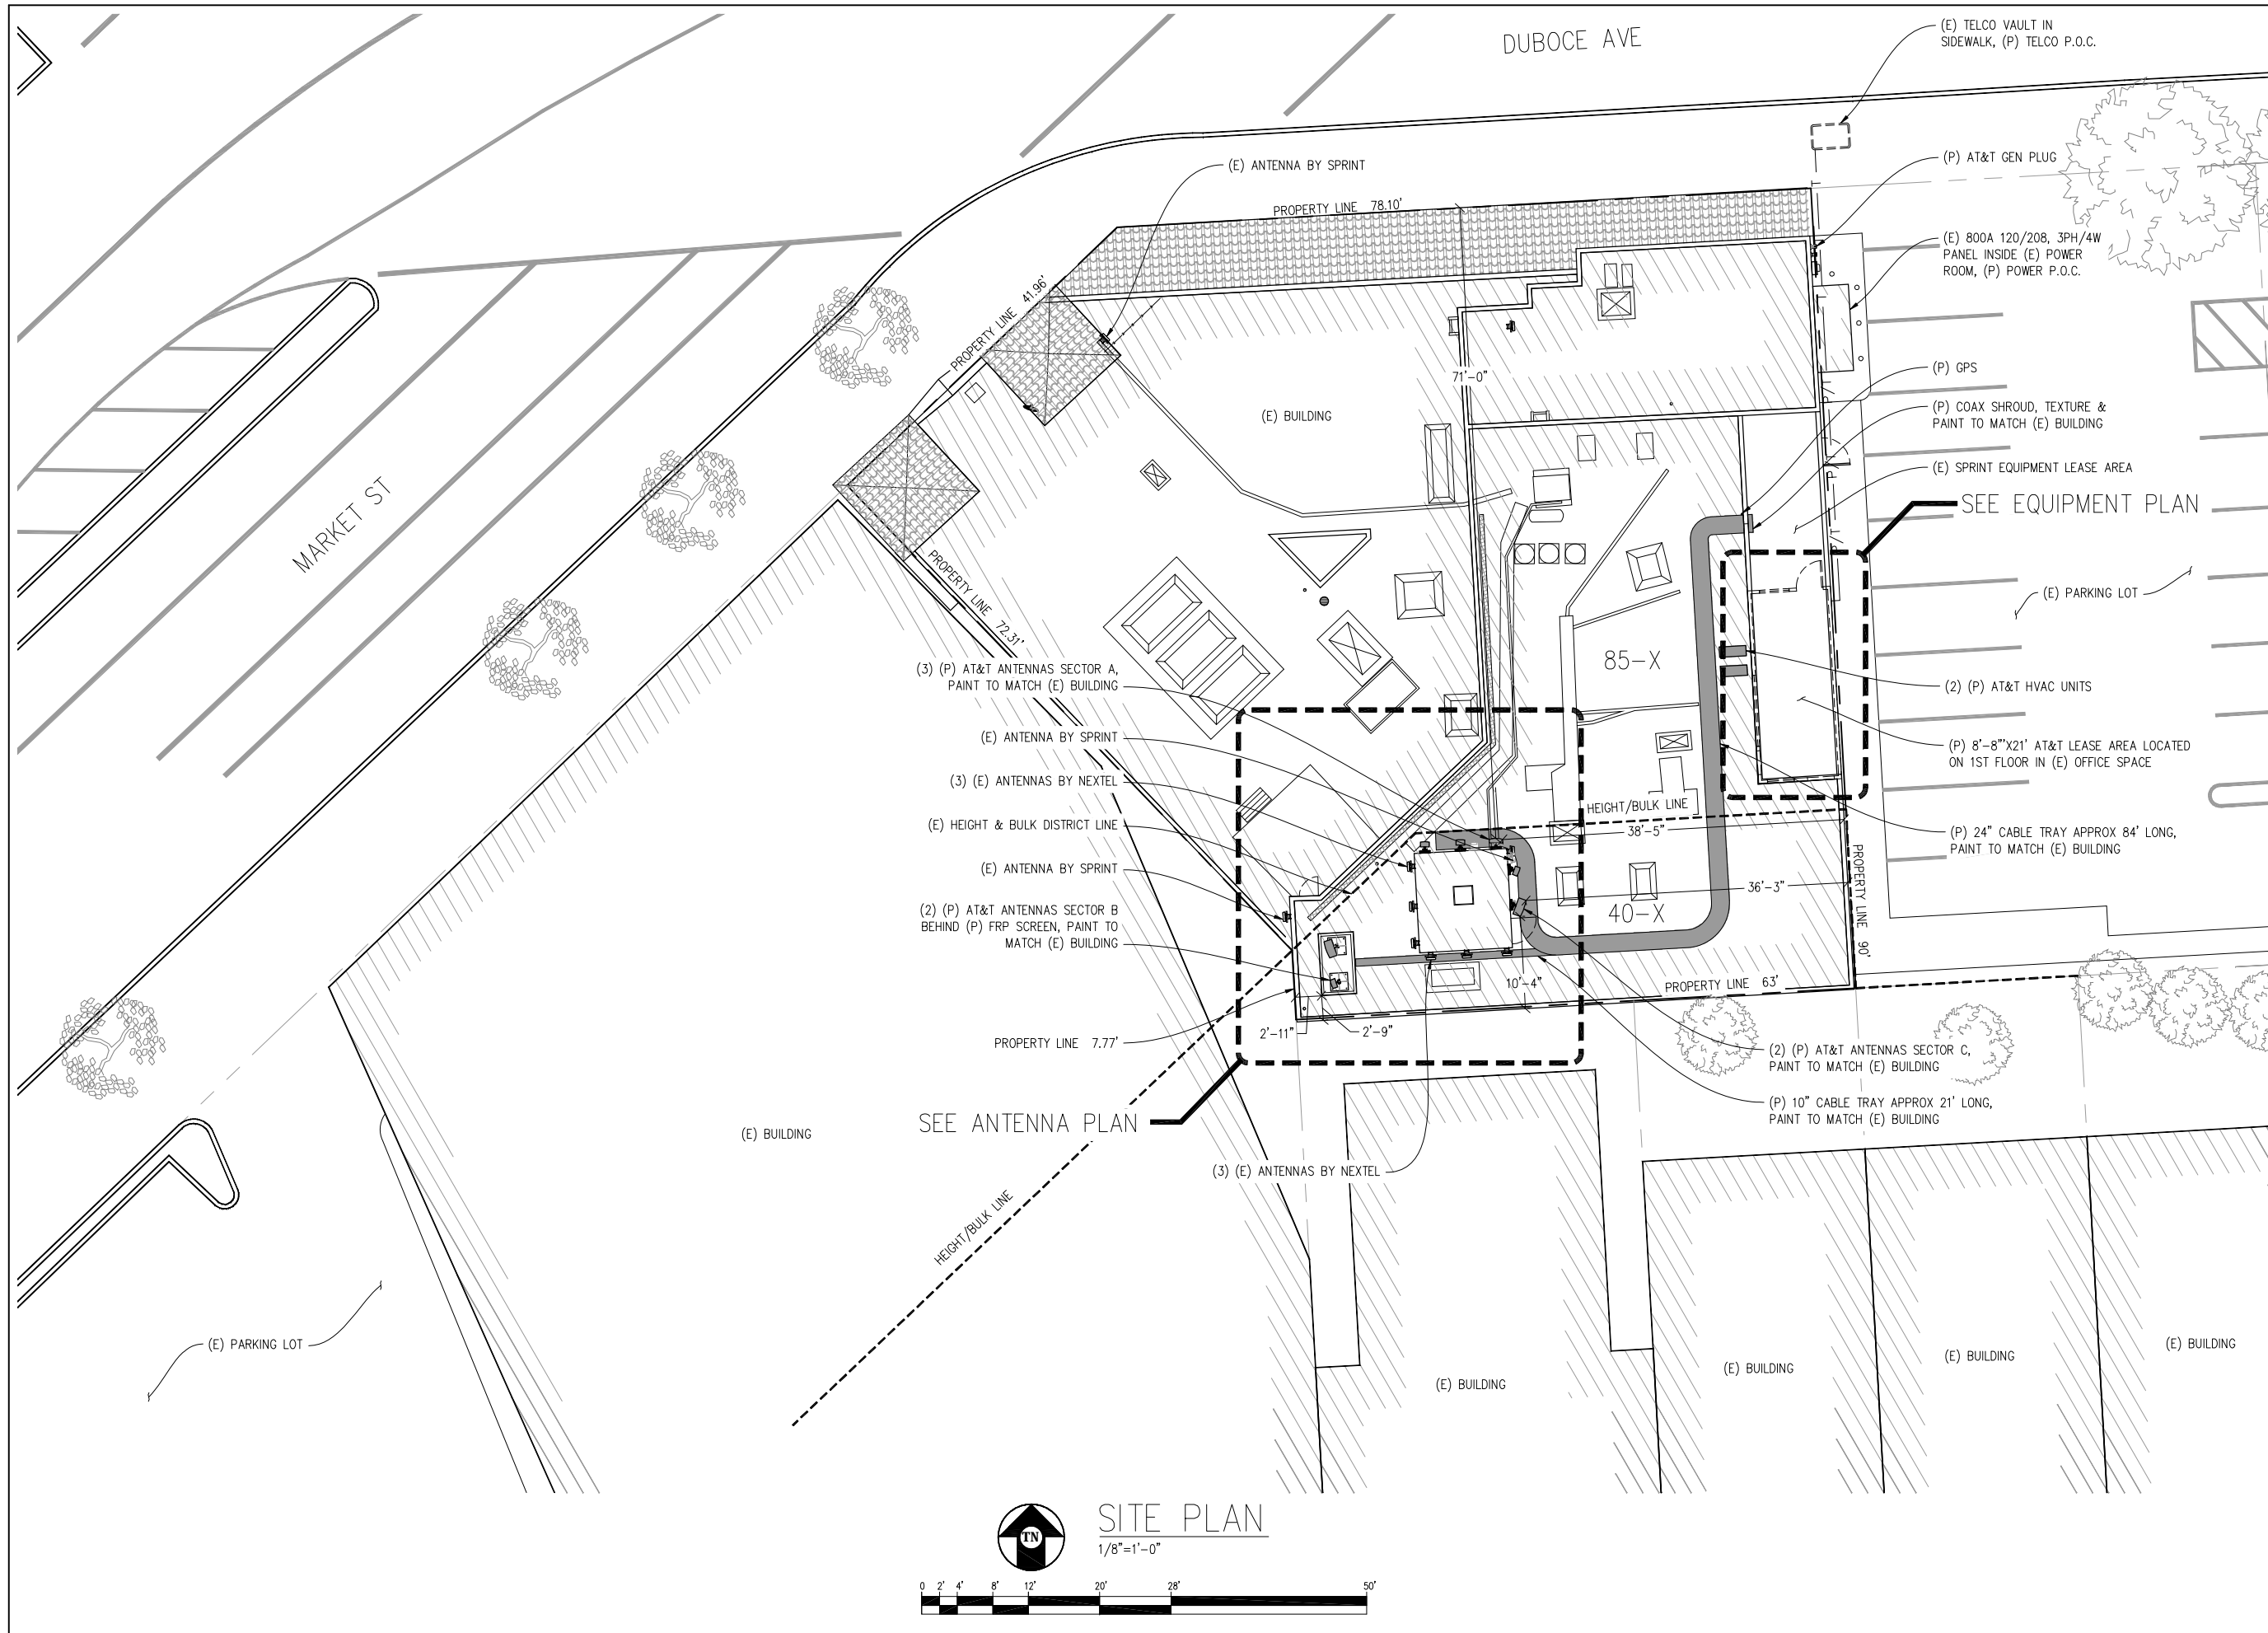 DUBOCE AVE
(E) TELCO VAULT IN
SIDEWALK, (P) TELCO P.O.C.
(E) ANTENNA BY SPRINT
(P) AT&T GEN PLUG
PROPERTY LINE 78.10'
(E) 800A 120/208, 3PH/4W
PANEL INSIDE (E) POWER
ROOM, (P) POWER P.O.C.
PROPERTY LINE 41.96'
71'-0"
(P) GPS
(E) BUILDING
(P) COAX SHROUD, TEXTURE &
PAINT TO MATCH (E) BUILDING
(E) SPRINT EQUIPMENT LEASE AREA
SEE EQUIPMENT PLAN
MARKET ST
PROPERTY LINE 72.31'
(E) PARKING LOT
(3) (P) AT&T ANTENNAS SECTOR A,
PAINT TO MATCH (E) BUILDING
85-X
(2) (P) AT&T HVAC UNITS
(E) ANTENNA BY SPRINT
(P) 8'-8"'X21' AT&T LEASE AREA LOCATED
ON 1ST FLOOR IN (E) OFFICE SPACE
(3) (E) ANTENNAS BY NEXTEL
HEIGHT/BULK LINE
(E) HEIGHT & BULK DISTRICT LINE
38'-5"
(P) 24" CABLE TRAY APPROX 84' LONG,
PAINT TO MATCH (E) BUILDING
(E) ANTENNA BY SPRINT
36'-3"
PROPERTY LINE 90'
(2) (P) AT&T ANTENNAS SECTOR B
BEHIND (P) FRP SCREEN, PAINT TO
MATCH (E) BUILDING
40-X
10'-4"
PROPERTY LINE 63'
2'-11"
2'-9"
PROPERTY LINE 7.77'
(2) (P) AT&T ANTENNAS SECTOR C,
PAINT TO MATCH (E) BUILDING
(P) 10" CABLE TRAY APPROX 21' LONG,
PAINT TO MATCH (E) BUILDING
SEE ANTENNA PLAN
(E) BUILDING
(3) (E) ANTENNAS BY NEXTEL
HEIGHT/BULK LINE
(E) PARKING LOT
(E) BUILDING
(E) BUILDING
(E) BUILDING
(E) BUILDING
TN
SITE PLAN
1/8"=1'-0"
0 2' 4' 8' 12' 20' 28' 50'